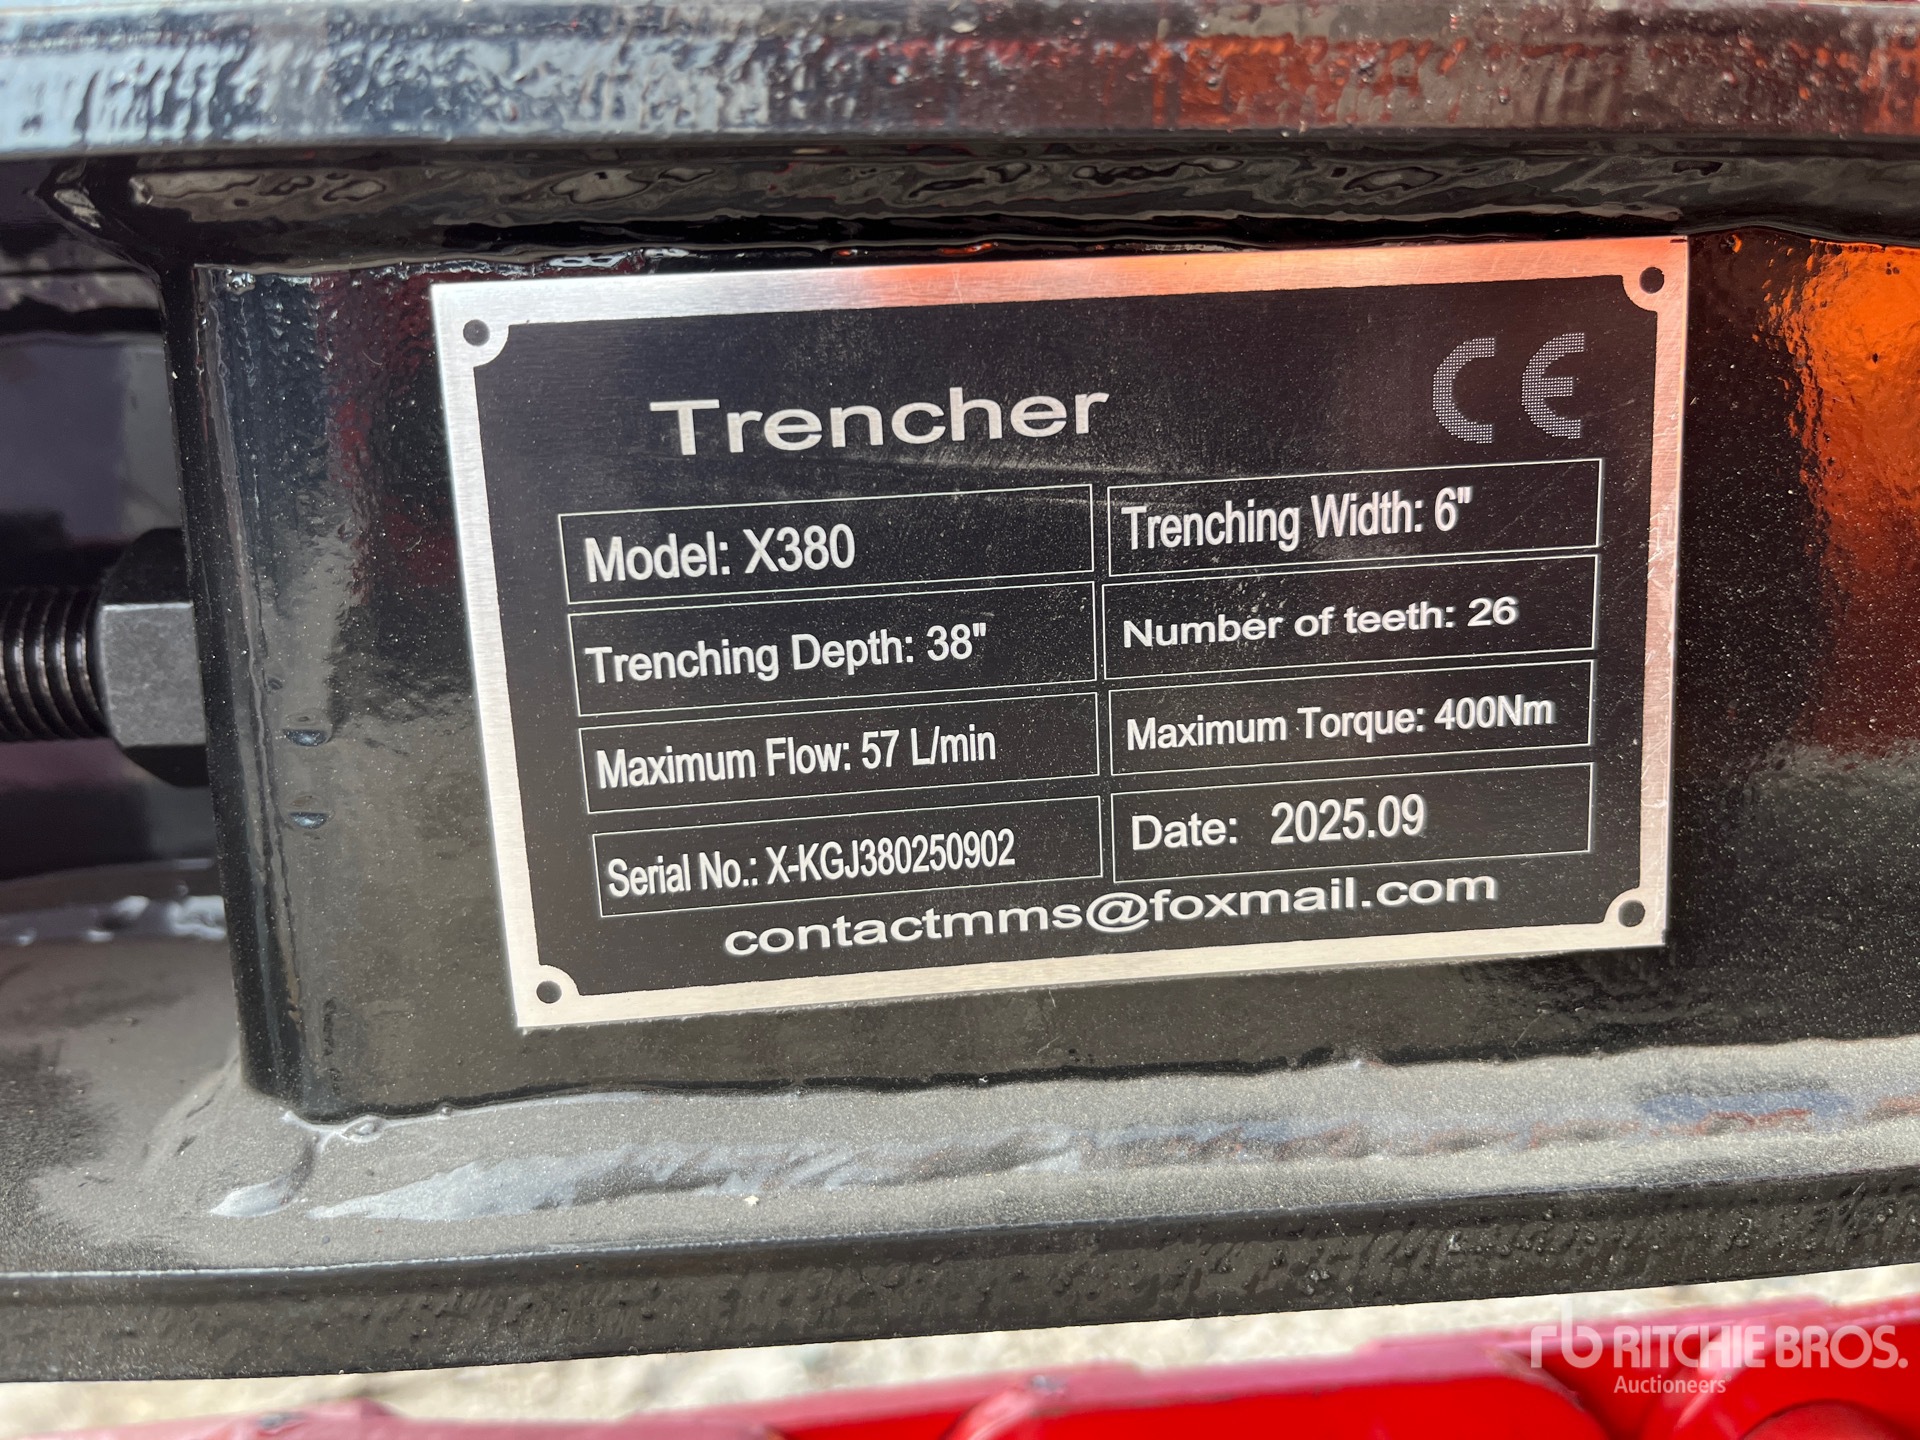 CE
Trencher
Model: X380
Trenching Width: 6"
Trenching Depth: 38"
Number of teeth: 26
Maximum Flow: 57 L/min
Maximum Torque: 400Nm
Serial No.: X-KGJ380250902
Date: 2025.09
contactmms@foxmail.com
rb RITCHIE BROS.
Auctioneers